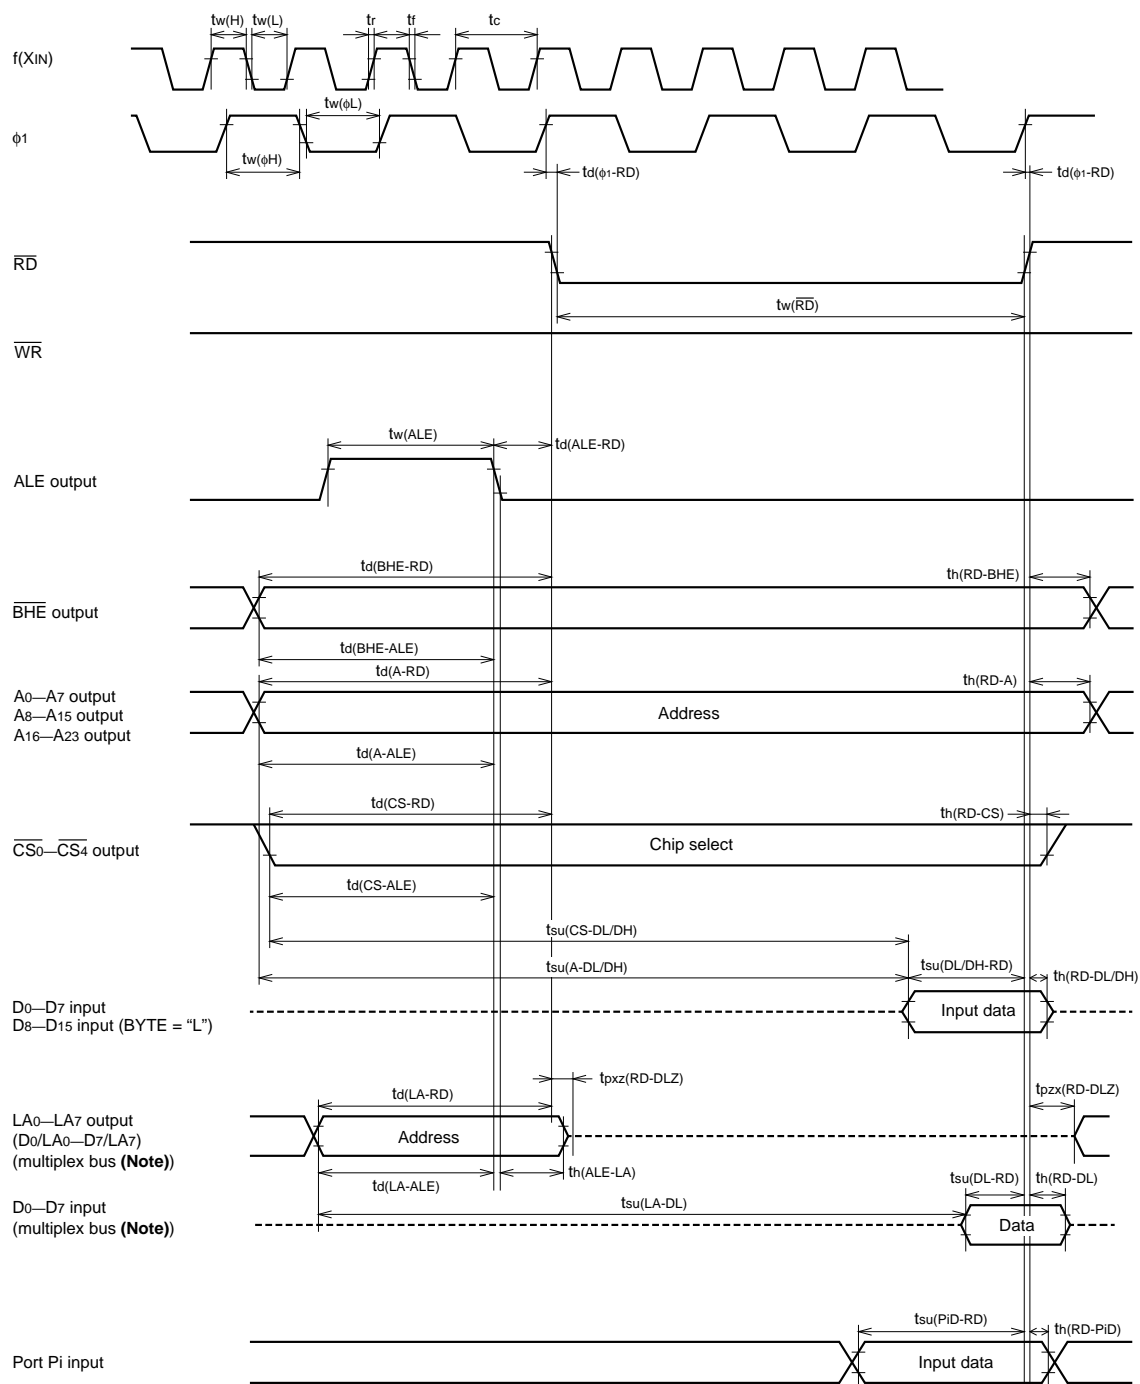 tw(H) tw(L) tr tf tc
f(XIN)
tw(ϕL)
ϕ1
tw(ϕH)
td(ϕ1-RD) td(ϕ1-RD)
R̅D̅
tw(R̅D̅)
W̅R̅
tw(ALE)
td(ALE-RD)
ALE output
td(BHE-RD)
th(RD-BHE)
B̅H̅E̅ output
td(BHE-ALE)
td(A-RD)
th(RD-A)
A0—A7 output
A8—A15 output
A16—A23 output
Address
td(A-ALE)
td(CS-RD)
th(RD-CS)
C̅S̅0—C̅S̅4 output
Chip select
td(CS-ALE)
tsu(CS-DL/DH)
tsu(A-DL/DH)
tsu(DL/DH-RD)
th(RD-DL/DH)
D0—D7 input
D8—D15 input (BYTE = “L”)
Input data
tpxz(RD-DLZ)
tpzx(RD-DLZ)
td(LA-RD)
LA0—LA7 output
(D0/LA0—D7/LA7)
(multiplex bus (Note))
Address
th(ALE-LA)
td(LA-ALE)
tsu(DL-RD) th(RD-DL)
tsu(LA-DL)
D0—D7 input
(multiplex bus (Note))
Data
tsu(PiD-RD)
th(RD-PiD)
Port Pi input
Input data